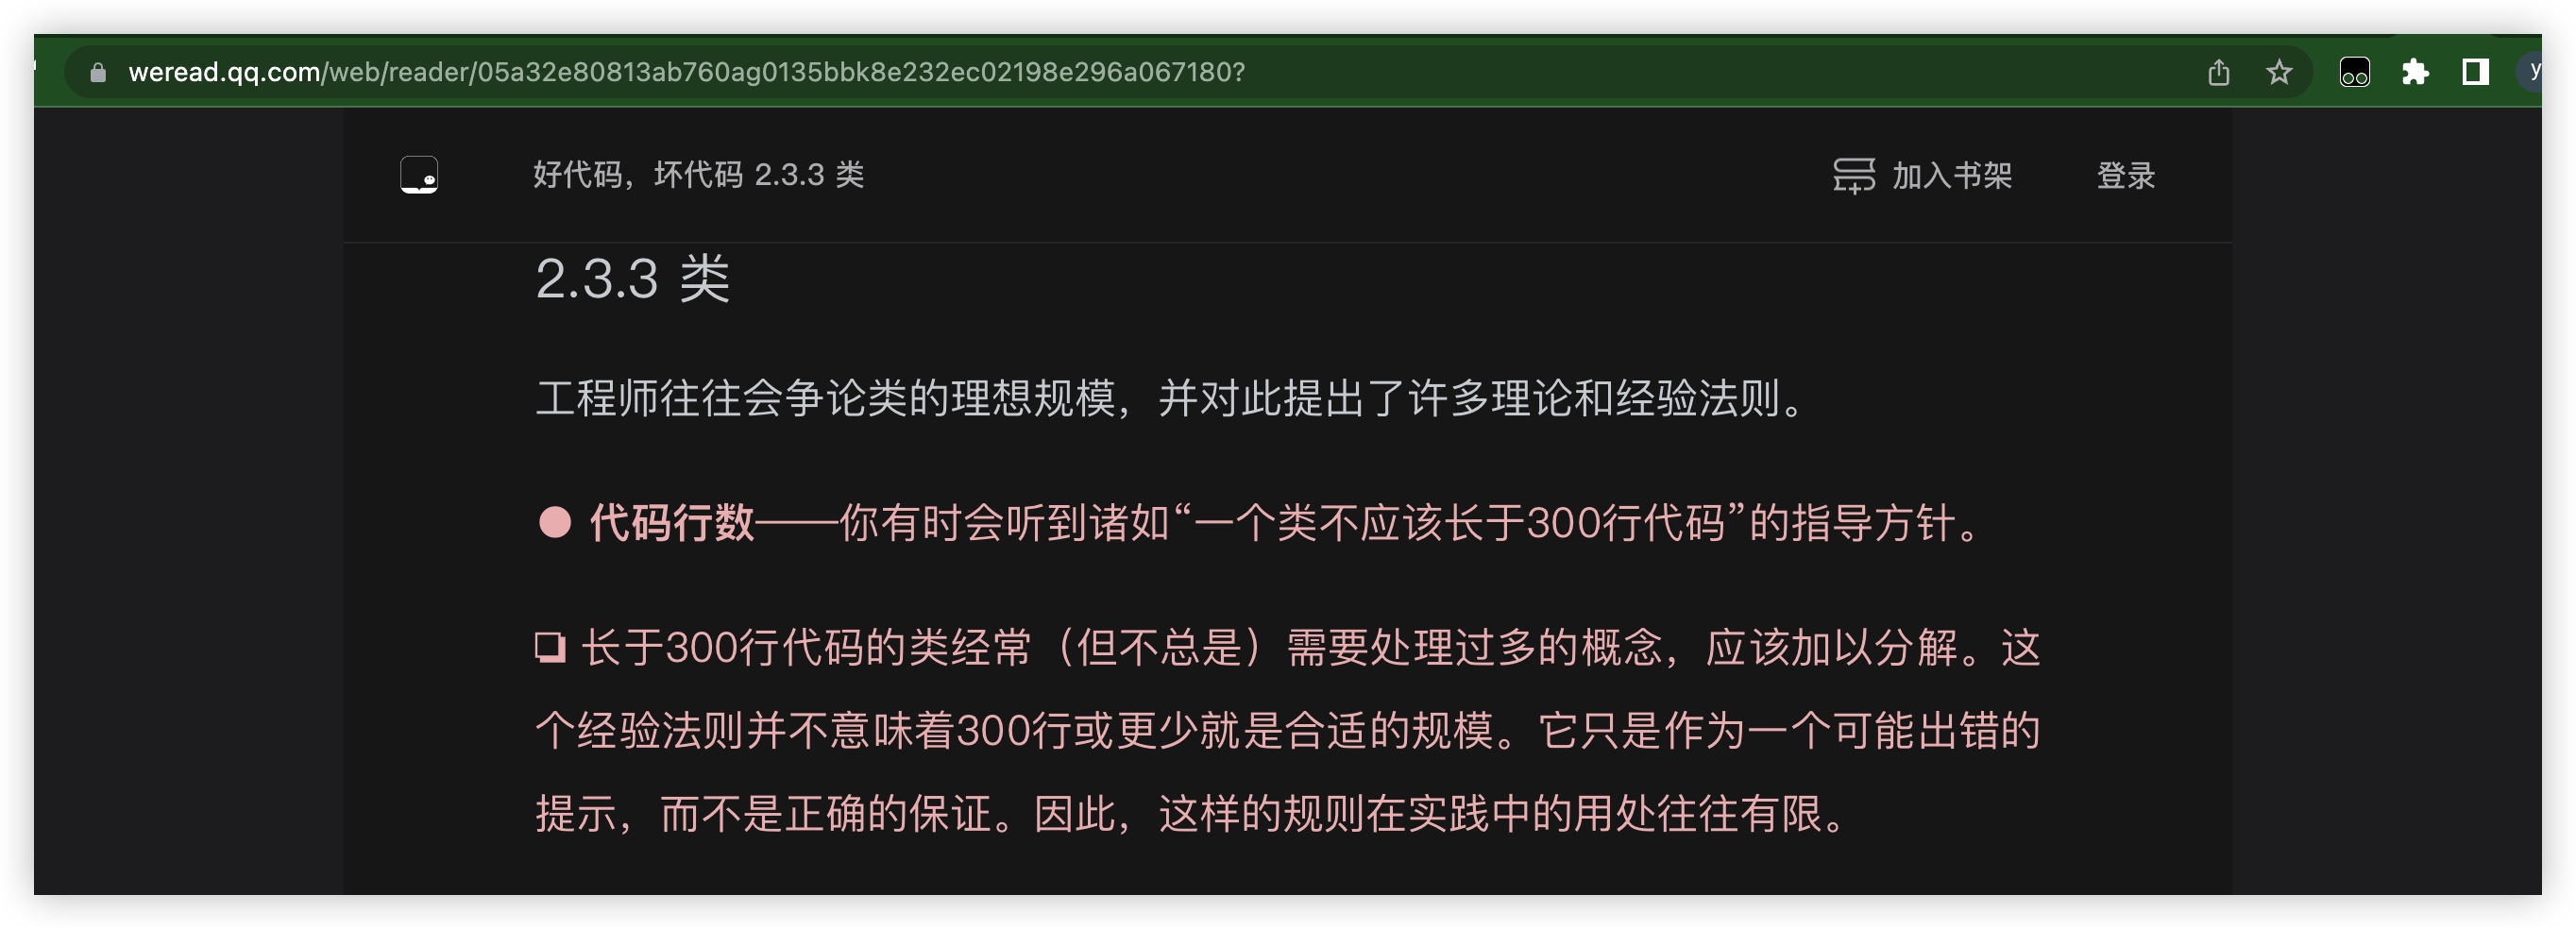 weread.qq.com/web/reader/05a32e80813ab760ag0135bbk8e232ec02198e296a067180?
y
好代码，坏代码 2.3.3 类
加入书架
登录
2.3.3 类
工程师往往会争论类的理想规模，并对此提出了许多理论和经验法则。
● 代码行数——你有时会听到诸如“一个类不应该长于300行代码”的指导方针。
❏ 长于300行代码的类经常（但不总是）需要处理过多的概念，应该加以分解。这
个经验法则并不意味着300行或更少就是合适的规模。它只是作为一个可能出错的
提示，而不是正确的保证。因此，这样的规则在实践中的用处往往有限。